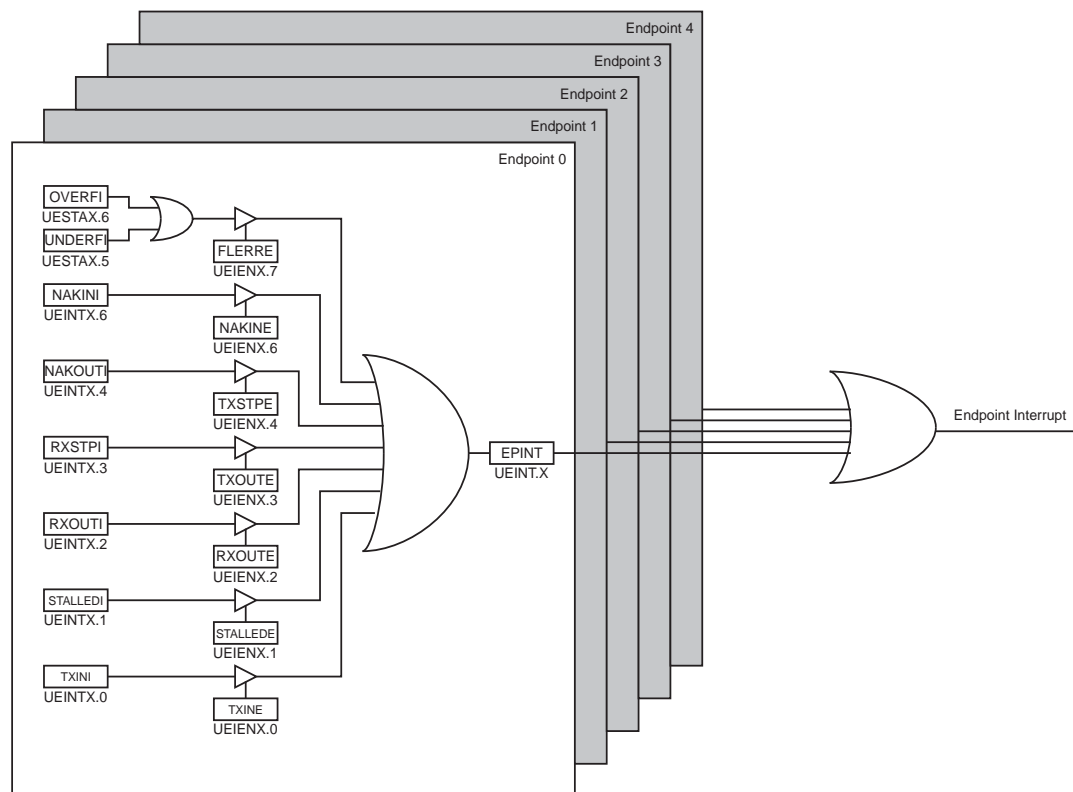 Endpoint 4
Endpoint 3
Endpoint 2
Endpoint 1
Endpoint 0
OVERFI
UESTAX.6
UNDERFI
UESTAX.5
FLERRE
UEIENX.7
NAKINI
UEINTX.6
NAKINE
UEIENX.6
NAKOUTI
UEINTX.4
TXSTPE
UEIENX.4
RXSTPI
UEINTX.3
TXOUTE
UEIENX.3
RXOUTI
UEINTX.2
RXOUTE
UEIENX.2
STALLEDI
UEINTX.1
STALLEDE
UEIENX.1
TXINI
UEINTX.0
TXINE
UEIENX.0
EPINT
UEINT.X
Endpoint Interrupt